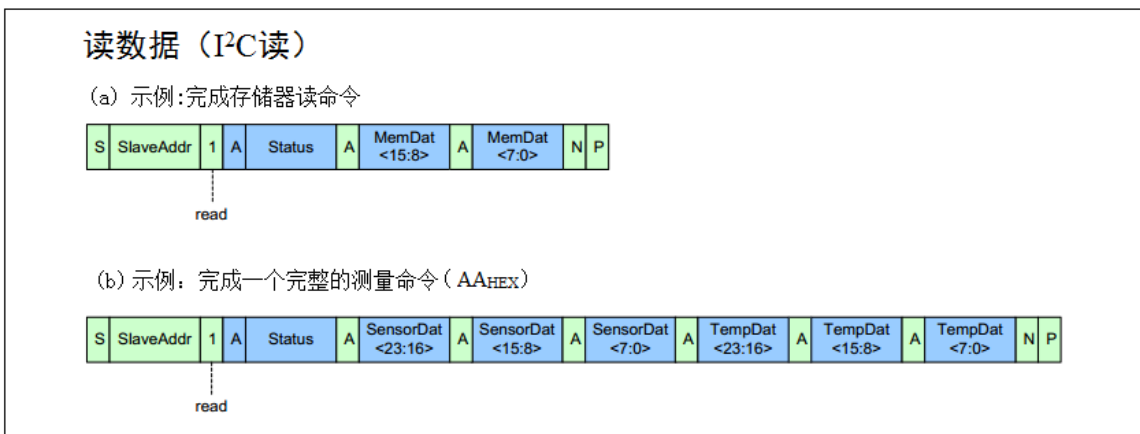 读数据（I²C读）
(a) 示例:完成存储器读命令
S SlaveAddr 1 A Status A MemDat <15:8> A MemDat <7:0> N P
read
(b) 示例：完成一个完整的测量命令（AAHEX）
S SlaveAddr 1 A Status A SensorDat <23:16> A SensorDat <15:8> A SensorDat <7:0> A TempDat <23:16> A TempDat <15:8> A TempDat <7:0> N P
read